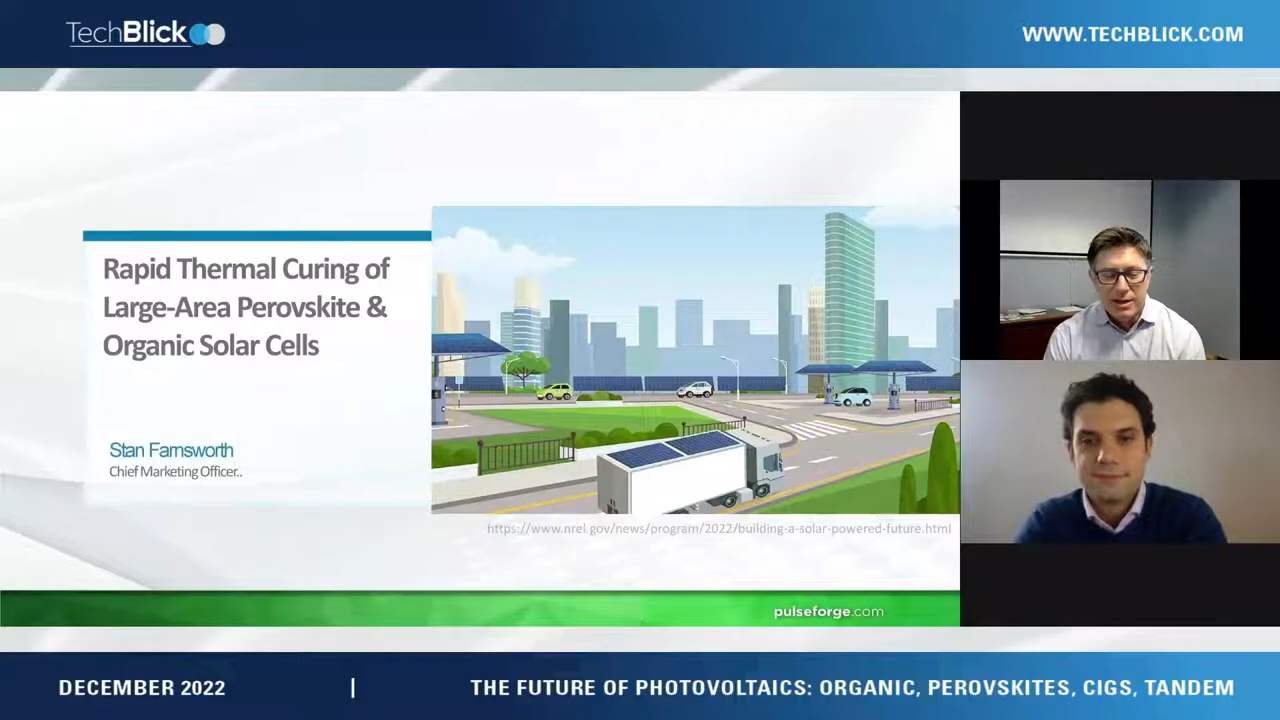 TechBlick
WWW.TECHBLICK.COM
Rapid Thermal Curing of
Large-Area Perovskite &
Organic Solar Cells
Stan Farnsworth
Chief Marketing Officer..
https://www.nrel.gov/news/program/2022/building-a-solar-powered-future.html
pulseforge.com
DECEMBER 2022 | THE FUTURE OF PHOTOVOLTAICS: ORGANIC, PEROVSKITES, CIGS, TANDEM